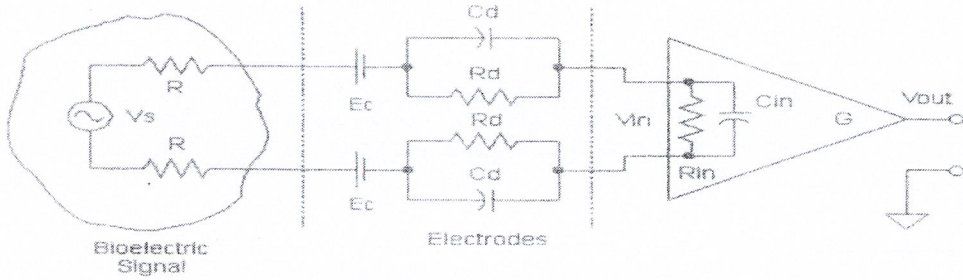 Cd
Rd
Ec
R
Vs
R
Rd
Cd
Ec
Vin
Cin
Rin
G
Vout
Bioelectric
Signal
Electrodes